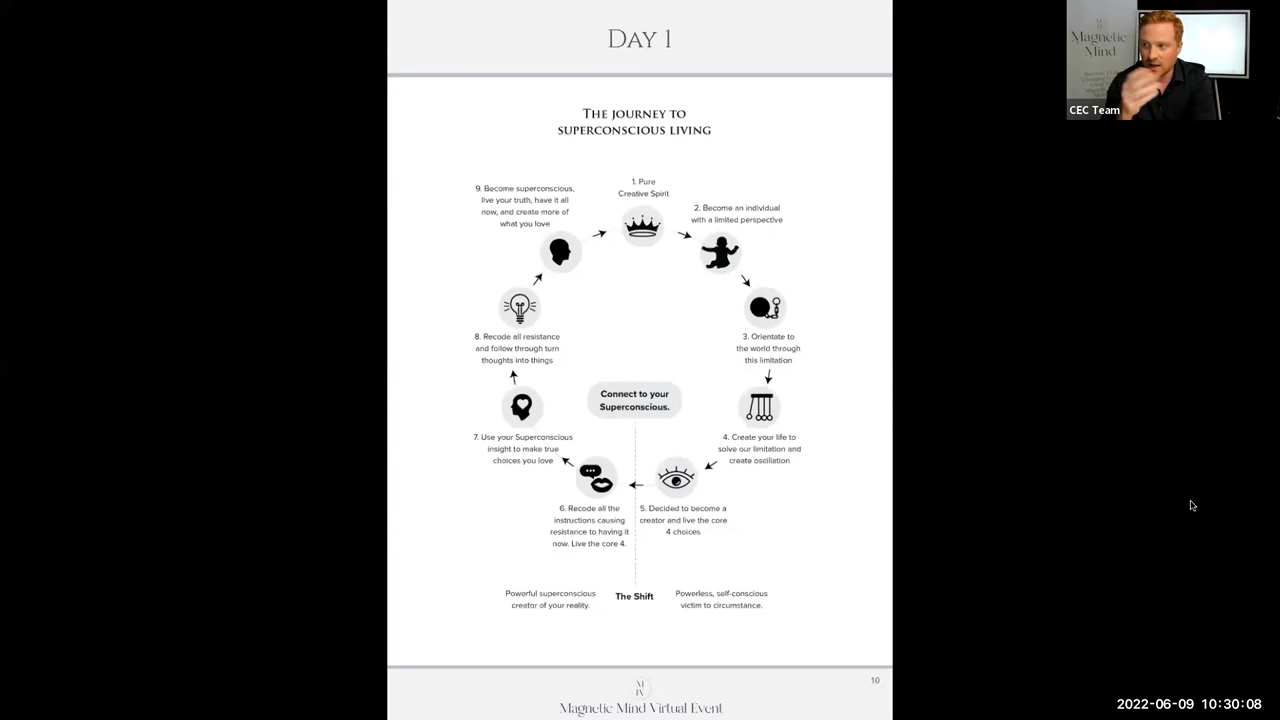 DAY 1
THE JOURNEY TO
SUPERCONSCIOUS LIVING
1. Pure
Creative Spirit
2. Become an individual
with a limited perspective
3. Orientate to
the world through
this limitation
4. Create your life to
solve our limitation and
create oscillation
5. Decided to become a
creator and live the core
4 choices
6. Recode all the
instructions causing
resistance to having it
now. Live the core 4.
7. Use your Superconscious
insight to make true
choices you love
8. Recode all resistance
and follow through turn
thoughts into things
9. Become superconscious,
live your truth, have it all
now, and create more of
what you love
Connect to your
Superconscious.
Powerful superconscious
creator of your reality.
The Shift
Powerless, self-conscious
victim to circumstance.
10
Magnetic Mind Virtual Event
Magnetic
Mind
CEC Team
2022-06-09 10:30:08